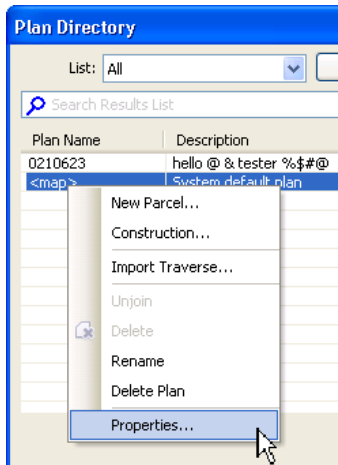 Plan Directory
List: All
Search Results List
Plan Name Description
0210623 hello @ & tester %$#@
<map> System default plan
New Parcel...
Construction...
Import Traverse...
Unjoin
Delete
Rename
Delete Plan
Properties...